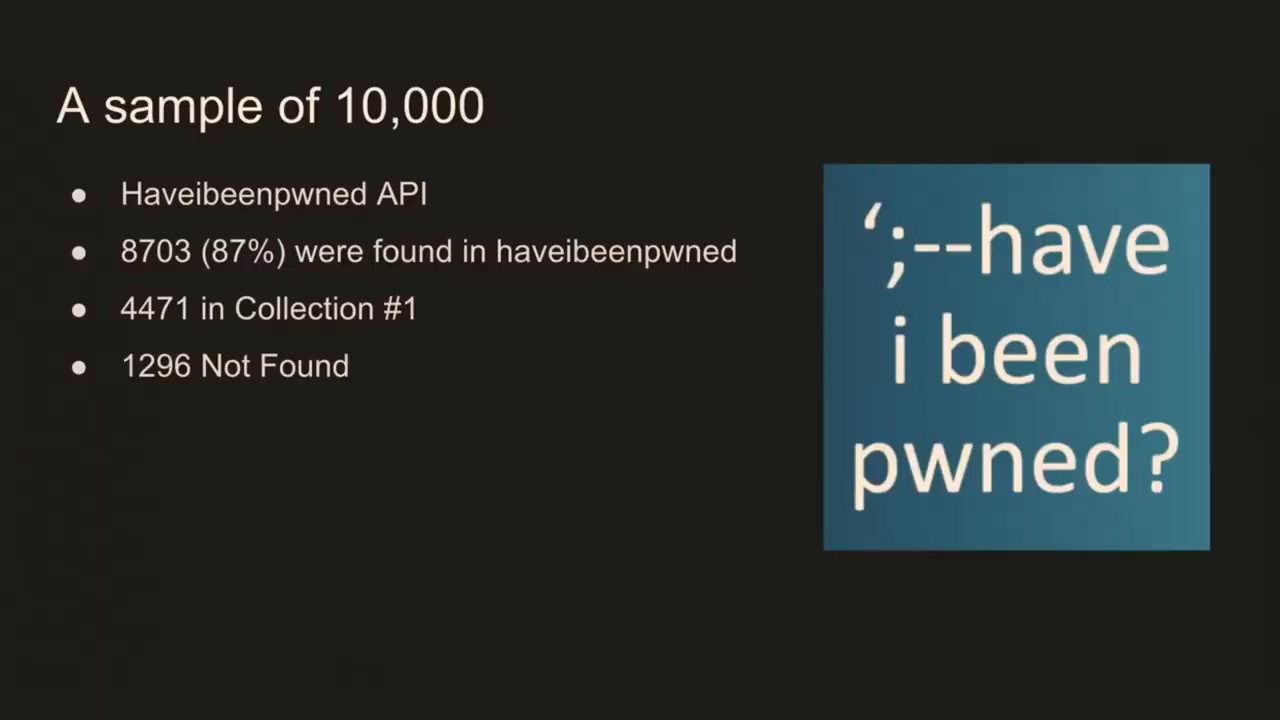 A sample of 10,000
● Haveibeenpwned API
● 8703 (87%) were found in haveibeenpwned
● 4471 in Collection #1
● 1296 Not Found
‘;--have
i been
pwned?